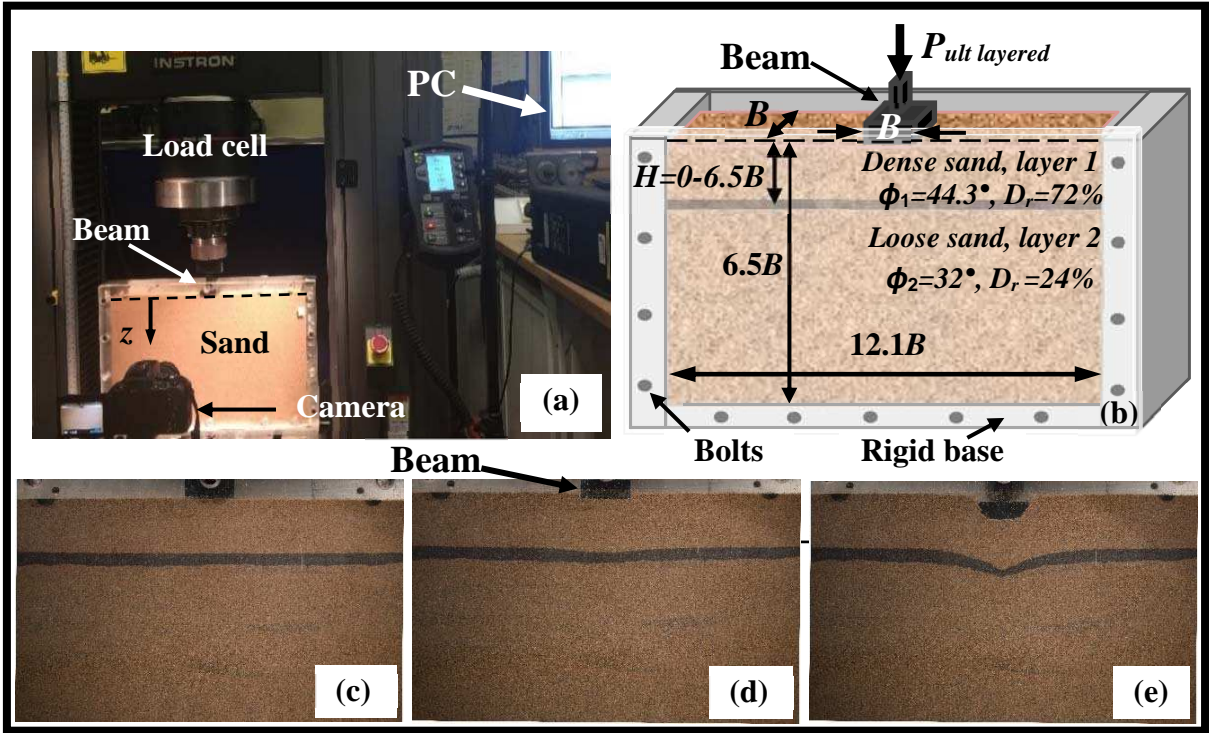 INSTRON
PC
Load cell
Beam
z
Sand
Camera
(a)
Beam
P ult layered
B
B
H=0-6.5B
Dense sand, layer 1
ϕ1=44.3•, Dr=72%
Loose sand, layer 2
ϕ2=32•, Dr=24%
6.5B
12.1B
(b)
Bolts
Rigid base
Beam
(c)
(d)
(e)